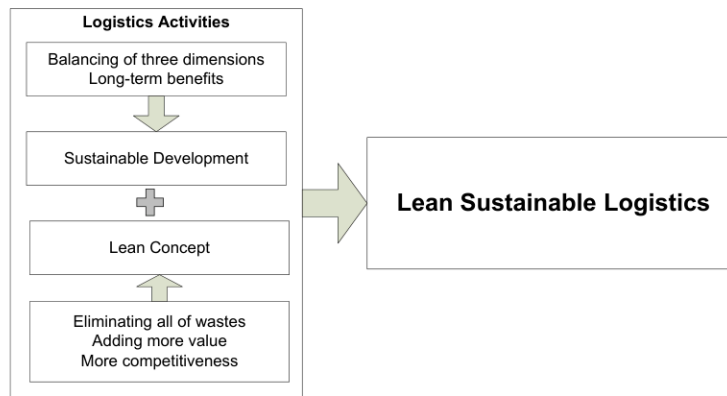 Logistics Activities
Balancing of three dimensions
Long-term benefits
Sustainable Development
Lean Concept
Eliminating all of wastes
Adding more value
More competitiveness
Lean Sustainable Logistics